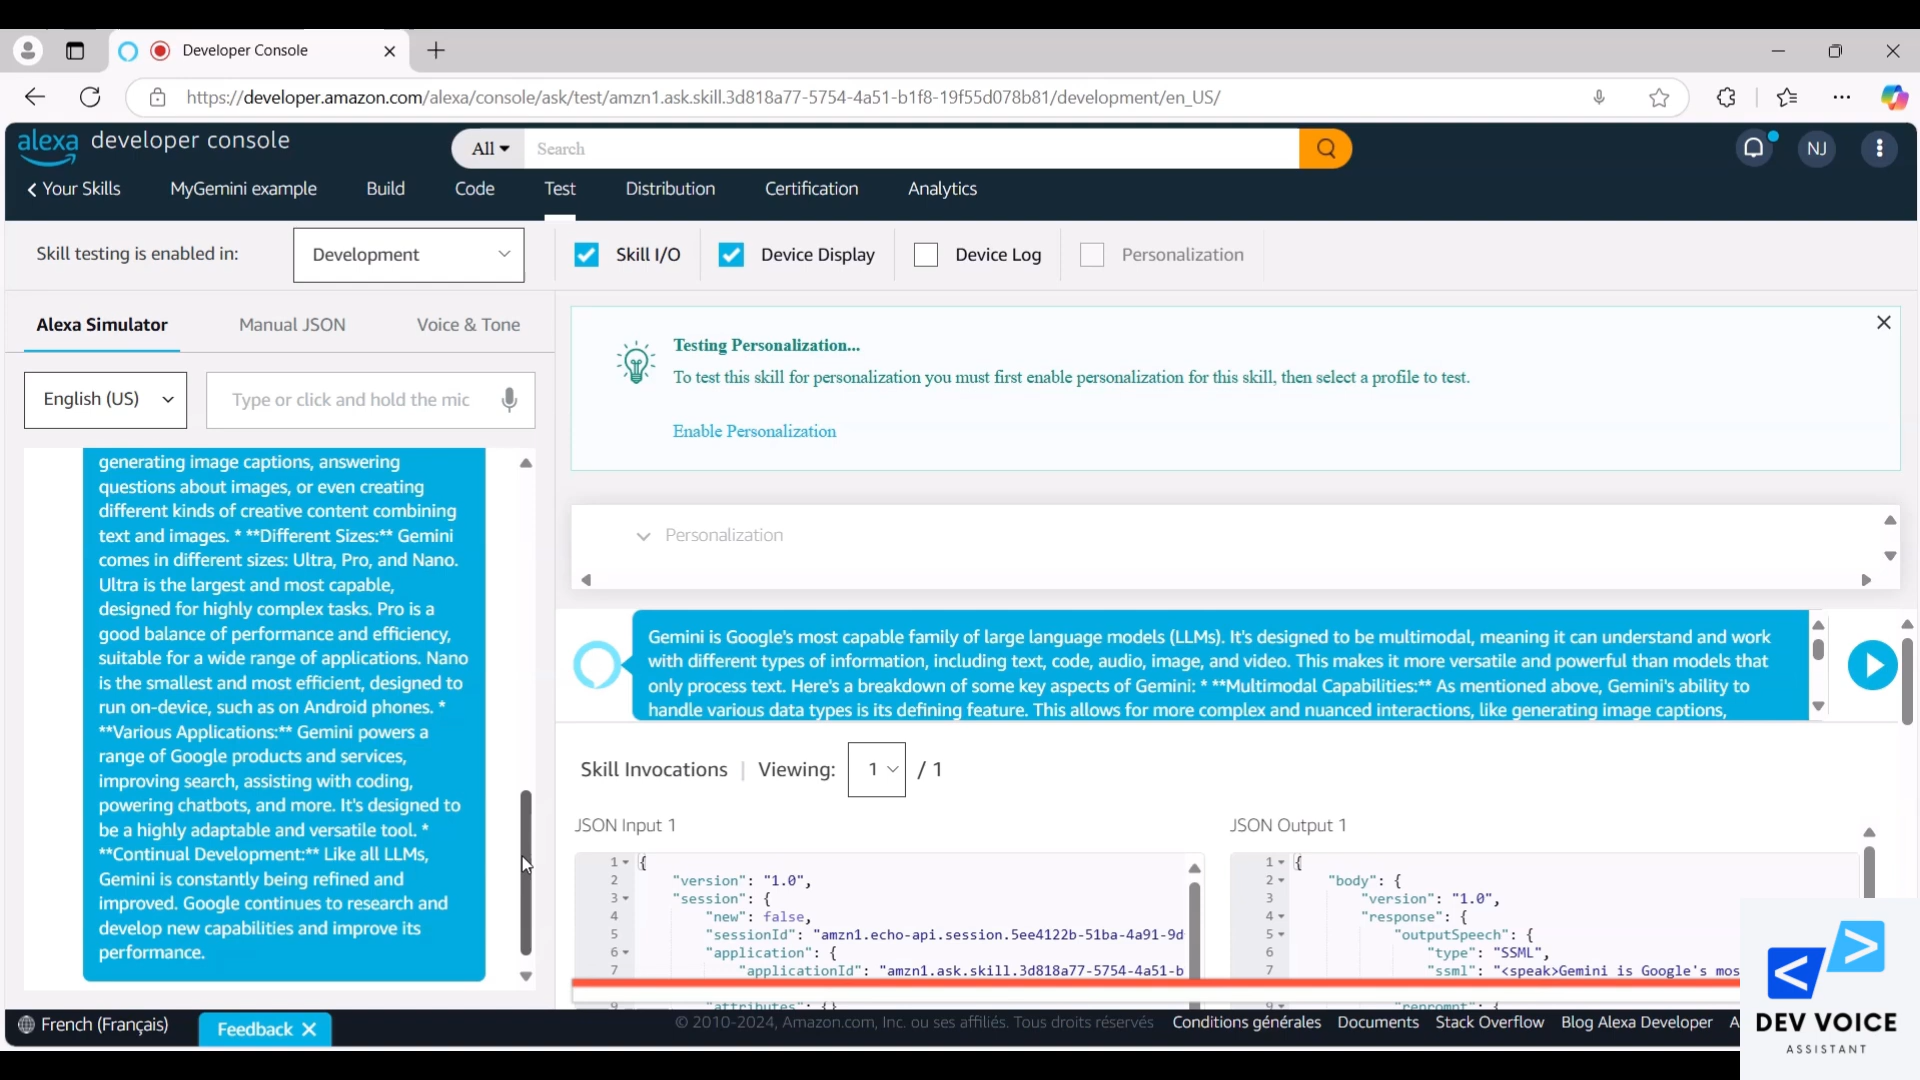 Developer Console
https://developer.amazon.com/alexa/console/ask/test/amzn1.ask.skill.3d818a77-5754-4a51-b1f8-19f55d078b81/development/en_US/
alexa developer console
All
Search
NJ
Your Skills
MyGemini example
Build
Code
Test
Distribution
Certification
Analytics
Skill testing is enabled in:
Development
Skill I/O
Device Display
Device Log
Personalization
Alexa Simulator
Manual JSON
Voice & Tone
English (US)
Type or click and hold the mic
generating image captions, answering
questions about images, or even creating
different kinds of creative content combining
text and images. * **Different Sizes:** Gemini
comes in different sizes: Ultra, Pro, and Nano.
Ultra is the largest and most capable,
designed for highly complex tasks. Pro is a
good balance of performance and efficiency,
suitable for a wide range of applications. Nano
is the smallest and most efficient, designed to
run on-device, such as on Android phones. *
**Various Applications:** Gemini powers a
range of Google products and services,
improving search, assisting with coding,
powering chatbots, and more. It's designed to
be a highly adaptable and versatile tool. *
**Continual Development:** Like all LLMs,
Gemini is constantly being refined and
improved. Google continues to research and
develop new capabilities and improve its
performance.
Testing Personalization...
To test this skill for personalization you must first enable personalization for this skill, then select a profile to test.
Enable Personalization
Personalization
Gemini is Google's most capable family of large language models (LLMs). It's designed to be multimodal, meaning it can understand and work
with different types of information, including text, code, audio, image, and video. This makes it more versatile and powerful than models that
only process text. Here's a breakdown of some key aspects of Gemini: * **Multimodal Capabilities:** As mentioned above, Gemini's ability to
handle various data types is its defining feature. This allows for more complex and nuanced interactions, like generating image captions,
Skill Invocations | Viewing: 1 / 1
JSON Input 1
1 {
2 "version": "1.0",
3 "session": {
4 "new": false,
5 "sessionId": "amzn1.echo-api.session.5ee4122b-51ba-4a91-9d
6 "application": {
7 "applicationId": "amzn1.ask.skill.3d818a77-5754-4a51-b
9 "attributes": {}
JSON Output 1
1 {
2 "body": {
3 "version": "1.0",
4 "response": {
5 "outputSpeech": {
6 "type": "SSML",
7 "ssml": "<speak>Gemini is Google's mos
9 "reprompt": {
French (Français)
Feedback
© 2010-2024, Amazon.com, Inc. ou ses affiliés. Tous droits réservés
Conditions générales
Documents
Stack Overflow
Blog Alexa Developer
A
DEV VOICE
ASSISTANT